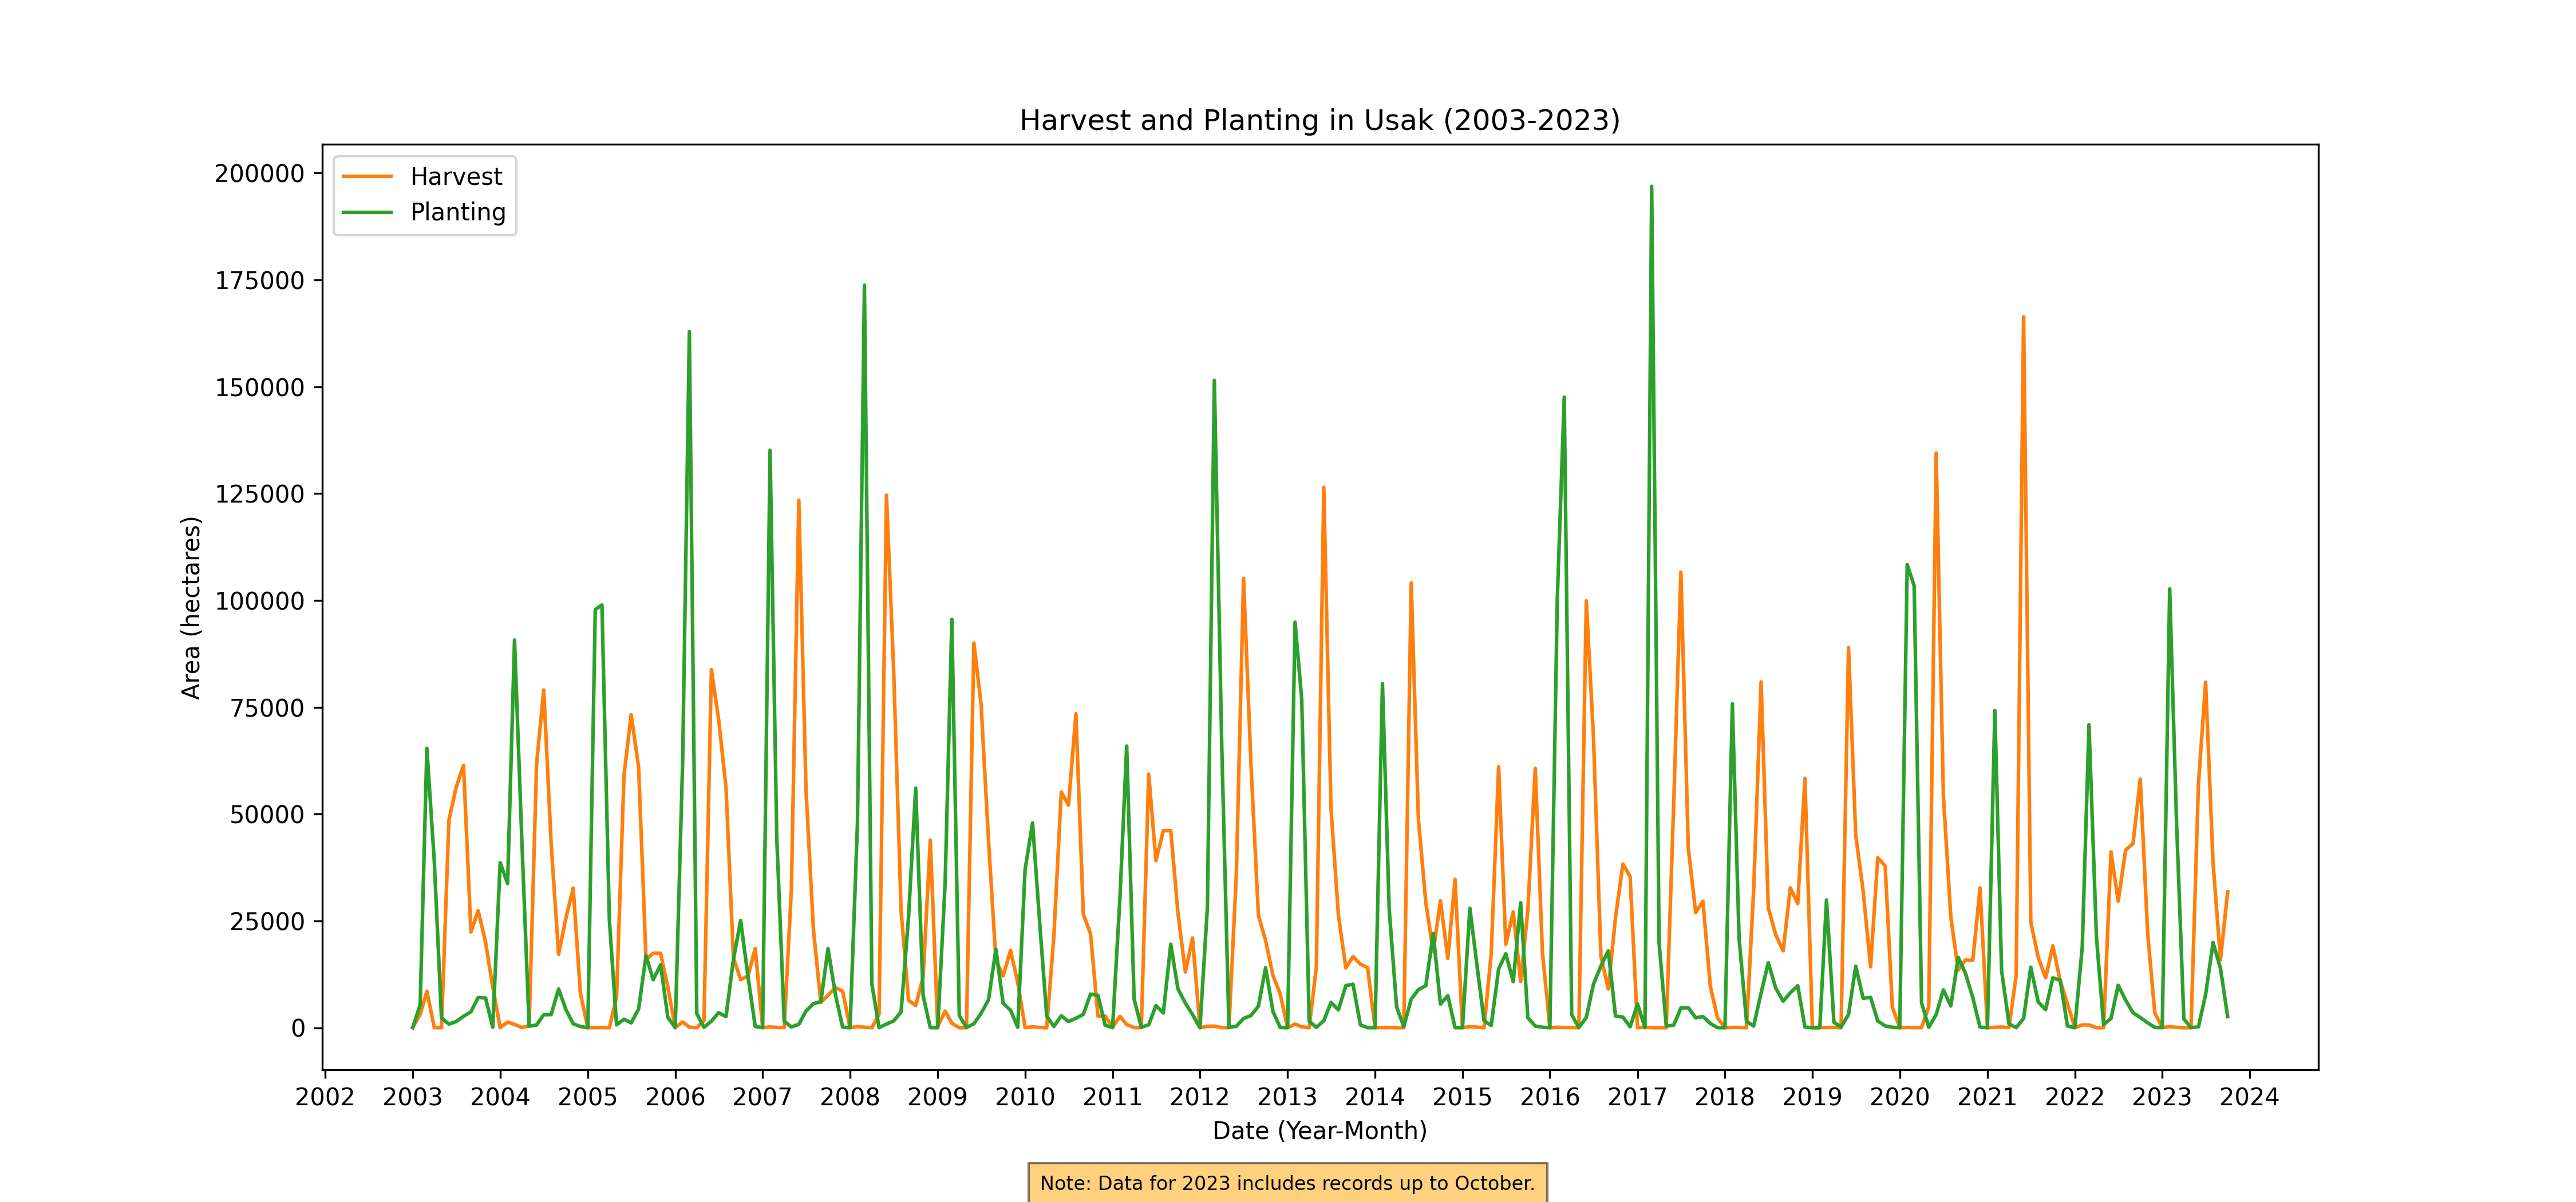 Harvest and Planting in Usak (2003-2023)
Harvest
Planting
200000
175000
150000
125000
100000
75000
50000
25000
0
Area (hectares)
2002 2003 2004 2005 2006 2007 2008 2009 2010 2011 2012 2013 2014 2015 2016 2017 2018 2019 2020 2021 2022 2023 2024
Date (Year-Month)
Note: Data for 2023 includes records up to October.